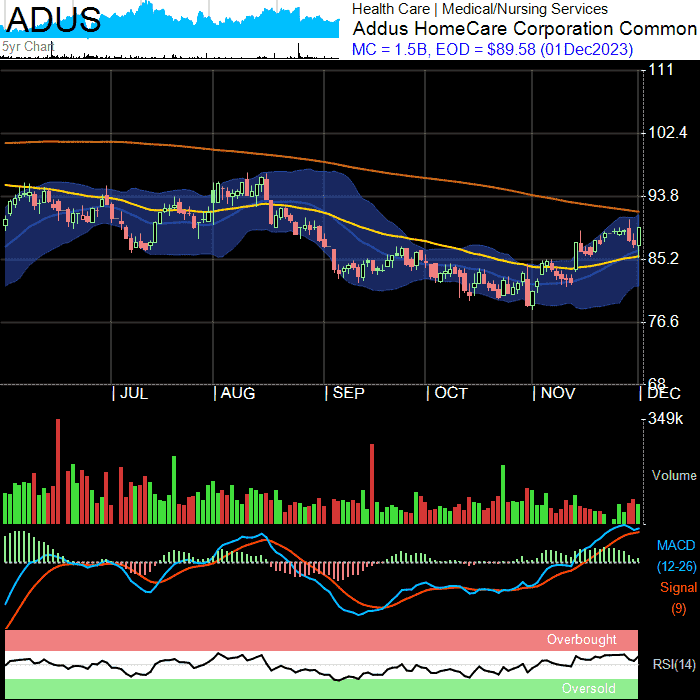 ADUS
5yr Chart
Health Care | Medical/Nursing Services
Addus HomeCare Corporation Common
MC = 1.5B, EOD = $89.58 (01Dec2023)
111
102.4
93.8
85.2
76.6
68
JUL
AUG
SEP
OCT
NOV
DEC
349k
Volume
MACD
(12-26)
Signal
(9)
Overbought
RSI(14)
Oversold